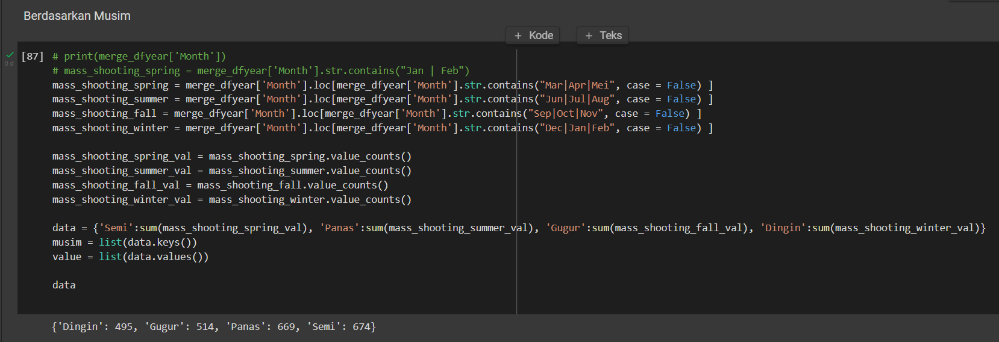 Berdasarkan Musim
+ Kode + Teks
[87] # print(merge_dfyear['Month'])
0 d
# mass_shooting_spring = merge_dfyear['Month'].str.contains("Jan | Feb")
mass_shooting_spring = merge_dfyear['Month'].loc[merge_dfyear['Month'].str.contains("Mar|Apr|Mei", case = False) ]
mass_shooting_summer = merge_dfyear['Month'].loc[merge_dfyear['Month'].str.contains("Jun|Jul|Aug", case = False) ]
mass_shooting_fall = merge_dfyear['Month'].loc[merge_dfyear['Month'].str.contains("Sep|Oct|Nov", case = False) ]
mass_shooting_winter = merge_dfyear['Month'].loc[merge_dfyear['Month'].str.contains("Dec|Jan|Feb", case = False) ]
mass_shooting_spring_val = mass_shooting_spring.value_counts()
mass_shooting_summer_val = mass_shooting_summer.value_counts()
mass_shooting_fall_val = mass_shooting_fall.value_counts()
mass_shooting_winter_val = mass_shooting_winter.value_counts()
data = {'Semi':sum(mass_shooting_spring_val), 'Panas':sum(mass_shooting_summer_val), 'Gugur':sum(mass_shooting_fall_val), 'Dingin':sum(mass_shooting_winter_val)}
musim = list(data.keys())
value = list(data.values())
data
{'Dingin': 495, 'Gugur': 514, 'Panas': 669, 'Semi': 674}